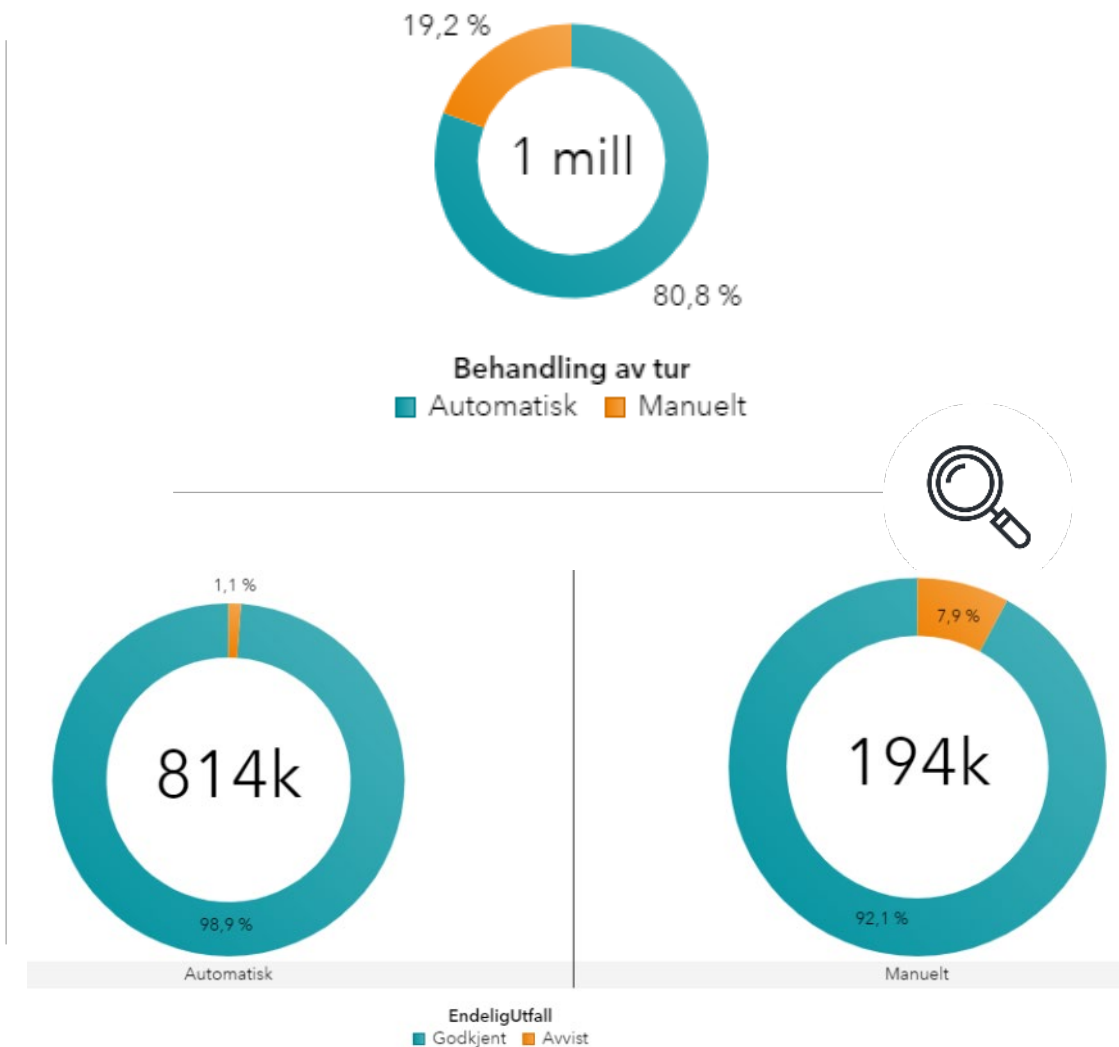 19,2 %
1 mill
80,8 %
Behandling av tur
Automatisk Manuelt
1,1 %
814k
98,9 %
Automatisk
7,9 %
194k
92,1 %
Manuelt
EndeligUtfall
Godkjent Avvist